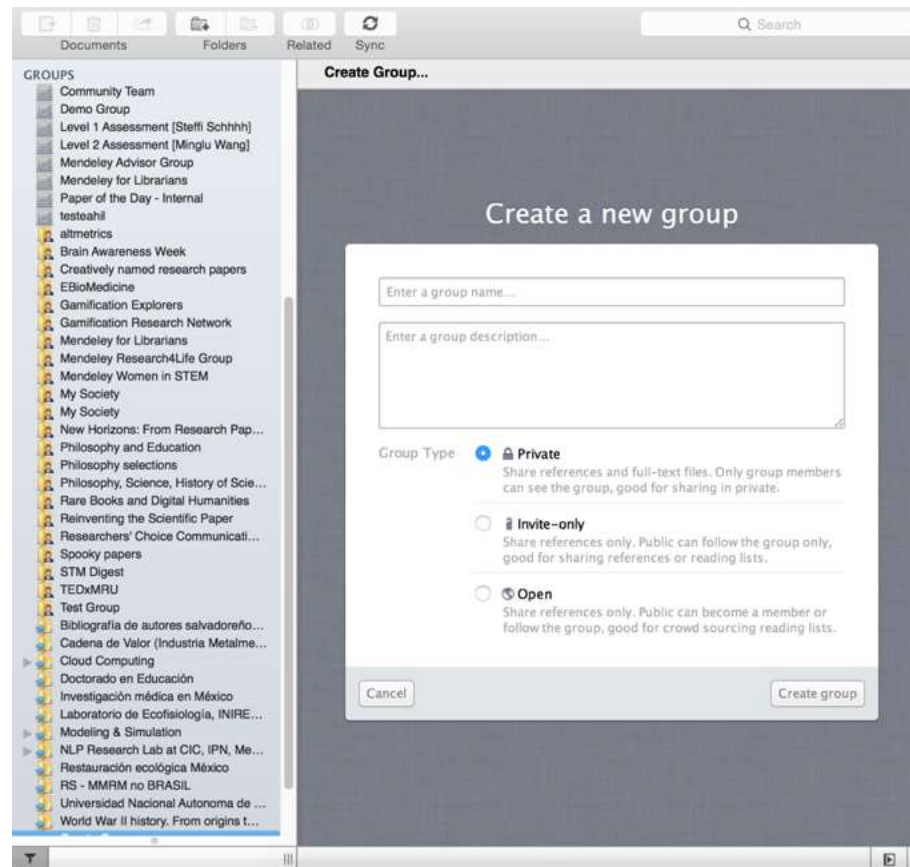 Documents
Folders
Related
Sync
Search
GROUPS
Community Team
Demo Group
Level 1 Assessment [Steffi Schhhh]
Level 2 Assessment [Minglu Wang]
Mendeley Advisor Group
Mendeley for Librarians
Paper of the Day - Internal
testeahil
altmetrics
Brain Awareness Week
Creatively named research papers
EBioMedicine
Gamification Explorers
Gamification Research Network
Mendeley for Librarians
Mendeley Research4Life Group
Mendeley Women in STEM
My Society
My Society
New Horizons: From Research Pap...
Philosophy and Education
Philosophy selections
Philosophy, Science, History of Scie...
Rare Books and Digital Humanities
Reinventing the Scientific Paper
Researchers' Choice Communicati...
Spooky papers
STM Digest
TEDxMRU
Test Group
Bibliografía de autores salvadoreño...
Cadena de Valor (Industria Metalme...
Cloud Computing
Doctorado en Educación
Investigación médica en México
Laboratorio de Ecofisiología, INIRE...
Modeling & Simulation
NLP Research Lab at CIC, IPN, Me...
Restauración ecológica México
RS - MMRM no BRASIL
Universidad Nacional Autonoma de ...
World War II history. From origins t...
Create Group...
Create a new group
Enter a group name...
Enter a group description...
Group Type
Private
Share references and full-text files. Only group members
can see the group, good for sharing in private.
Invite-only
Share references only. Public can follow the group only,
good for sharing references or reading lists.
Open
Share references only. Public can become a member or
follow the group, good for crowd sourcing reading lists.
Cancel
Create group